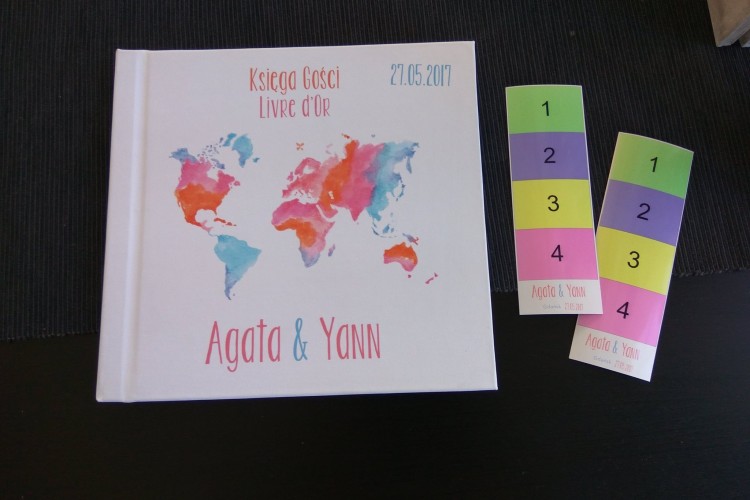 Księga Gości
Livre d'Or
27.05.2017
Agata & Yann
1
2
3
4
Agata & Yann
1
2
3
4
Agata & Yann